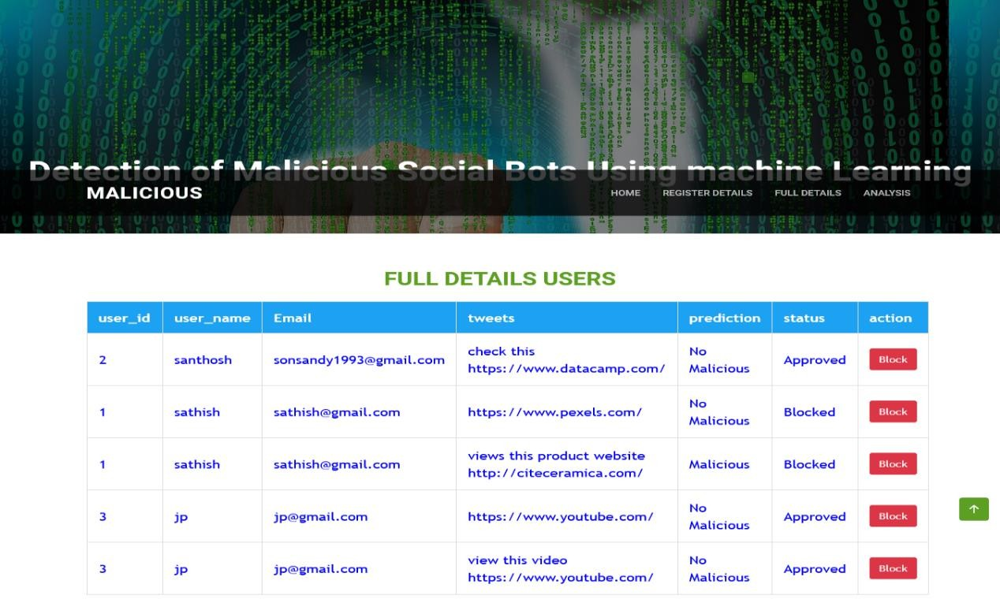 Detection of Malicious Social Bots Using machine Learning
MALICIOUS HOME REGISTER DETAILS FULL DETAILS ANALYSIS
FULL DETAILS USERS
user_id user_name Email tweets prediction status action
2 santhosh sonsandy1993@gmail.com check this https://www.datacamp.com/ No Malicious Approved Block
1 sathish sathish@gmail.com https://www.pexels.com/ No Malicious Blocked Block
1 sathish sathish@gmail.com views this product website http://citeceramica.com/ Malicious Blocked Block
3 jp jp@gmail.com https://www.youtube.com/ No Malicious Approved Block
3 jp jp@gmail.com view this video https://www.youtube.com/ No Malicious Approved Block